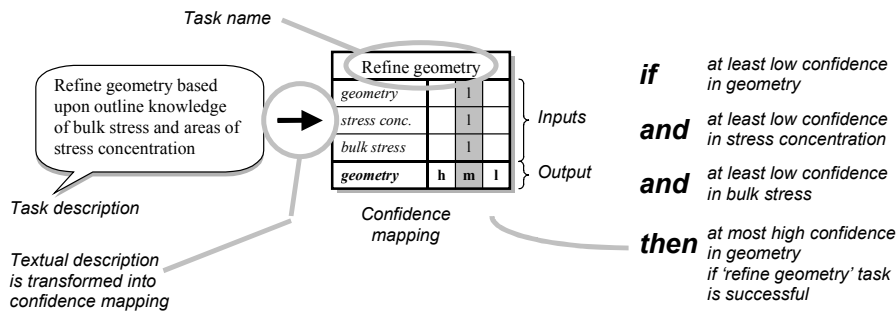 Task name
Refine geometry based
upon outline knowledge
of bulk stress and areas of
stress concentration
Task description
Textual description
is transformed into
confidence mapping
Refine geometry
geometry l
stress conc. l
bulk stress l
geometry h m l
Inputs
Output
Confidence
mapping
if at least low confidence
in geometry
and at least low confidence
in stress concentration
and at least low confidence
in bulk stress
then at most high confidence
in geometry
if ‘refine geometry’ task
is successful